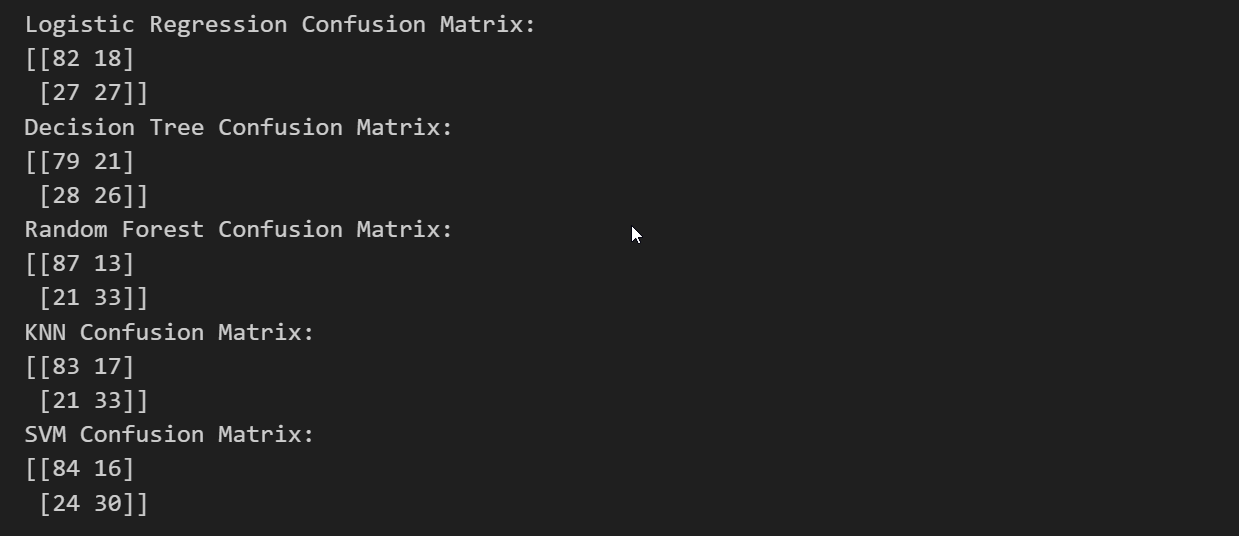 Logistic Regression Confusion Matrix:
[[82 18]
 [27 27]]
Decision Tree Confusion Matrix:
[[79 21]
 [28 26]]
Random Forest Confusion Matrix:
[[87 13]
 [21 33]]
KNN Confusion Matrix:
[[83 17]
 [21 33]]
SVM Confusion Matrix:
[[84 16]
 [24 30]]